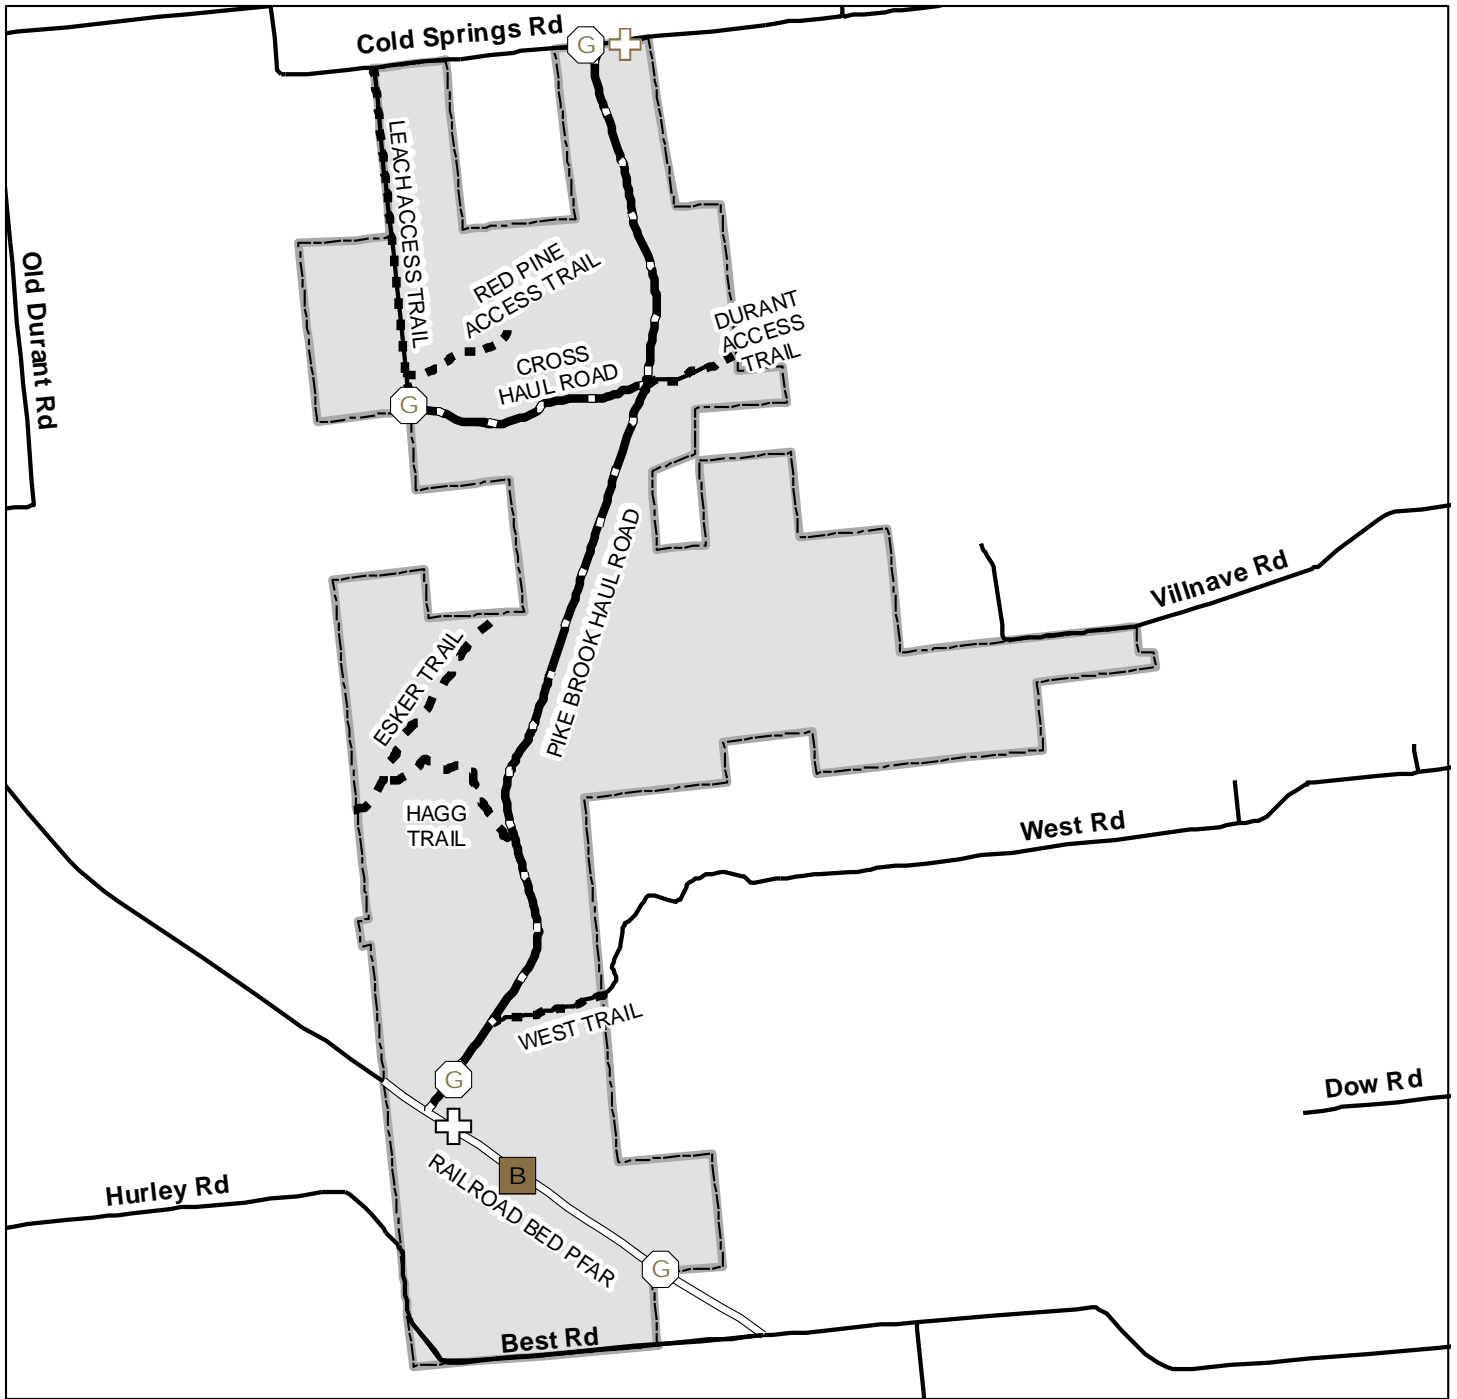 Cold Springs Rd
G
LEACH ACCESS TRAIL
Old Durant Rd
RED PINE
ACCESS TRAIL
DURANT
ACCESS
TRAIL
CROSS
HAUL ROAD
G
PIKE BROOK HAUL ROAD
Villnave Rd
ESKER TRAIL
HAGG
TRAIL
West Rd
WEST TRAIL
G
Dow Rd
B
Hurley Rd
RAILROAD BED PFAR
G
Best Rd